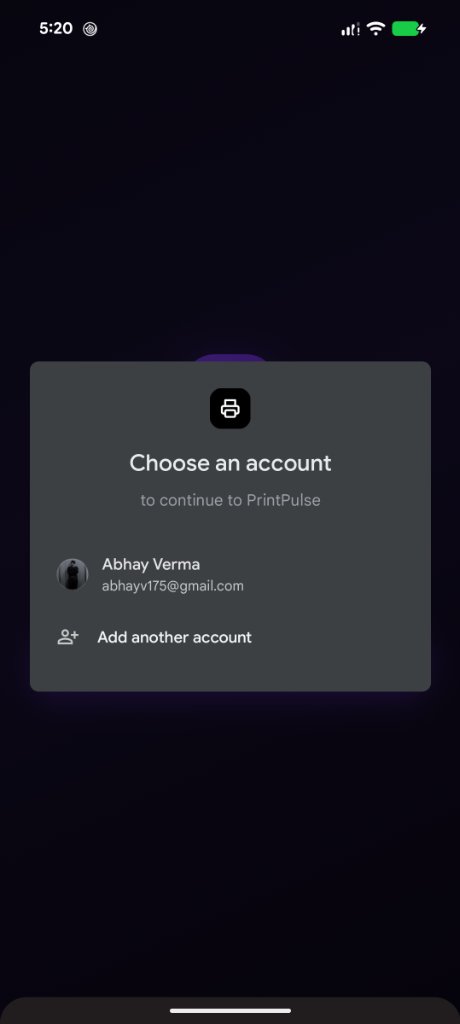 5:20
Choose an account
to continue to PrintPulse
Abhay Verma
abhayv175@gmail.com
Add another account